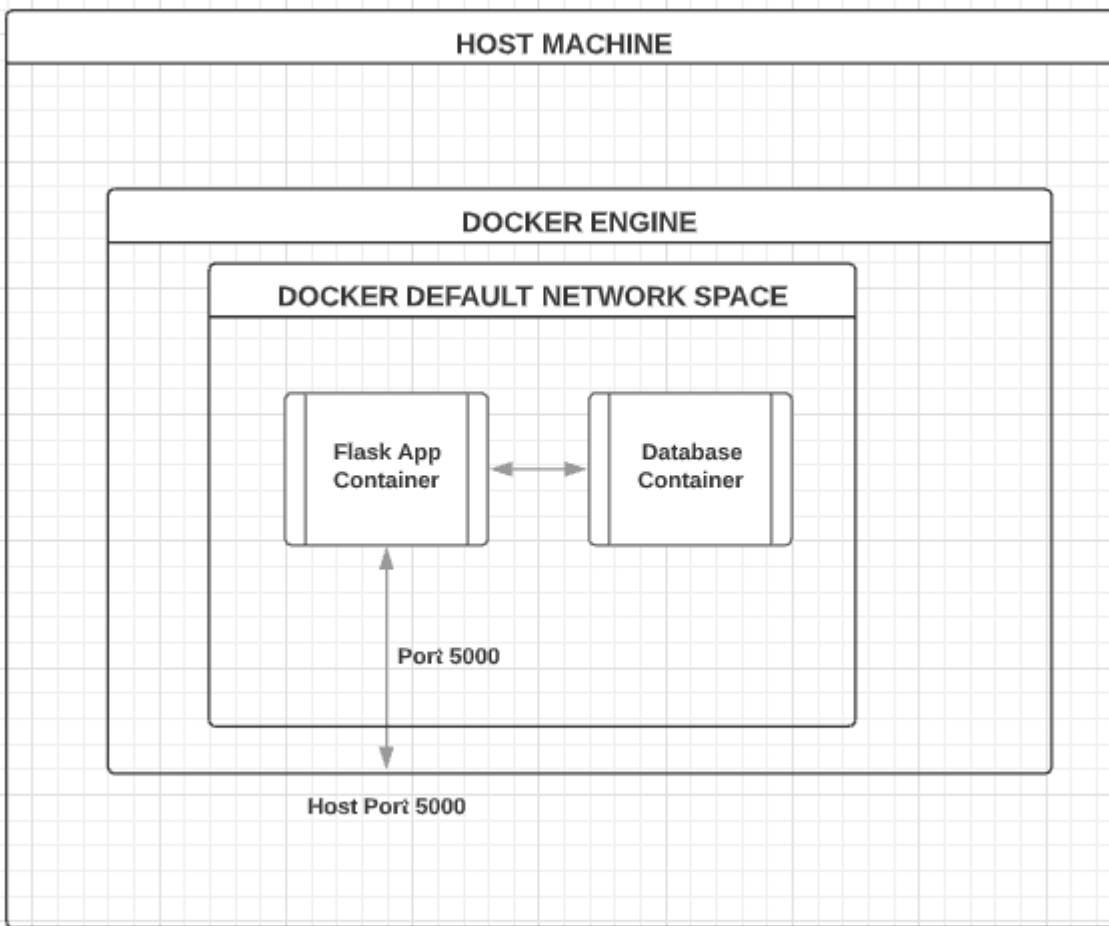 HOST MACHINE
DOCKER ENGINE
DOCKER DEFAULT NETWORK SPACE
Flask App
Container
Database
Container
Port 5000
Host Port 5000